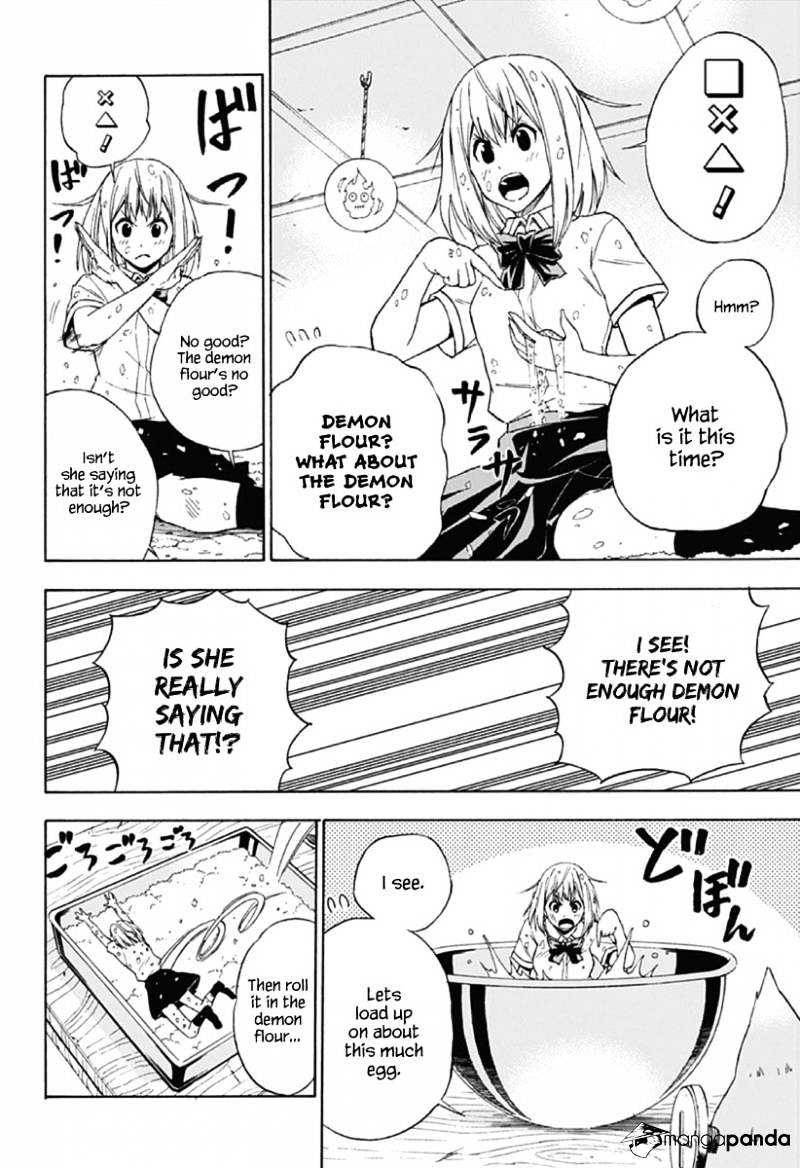 □
×
△
!
Hmm?
What
is it this
time?
DEMON
FLOUR?
WHAT ABOUT
THE DEMON
FLOUR?
サラサラ
×
△
!
ばっ!
ばっ!
No good?
The demon
flour's no
good?
Isn't
she saying
that it's not
enough?
I SEE!
THERE'S NOT
ENOUGH DEMON
FLOUR!
IS SHE
REALLY
SAYING
THAT!?
どぼん
I see.
Lets
load up
on about
this much
egg.
ごろごろごろ
Then roll
it in the
demon
flour...
mangapanda